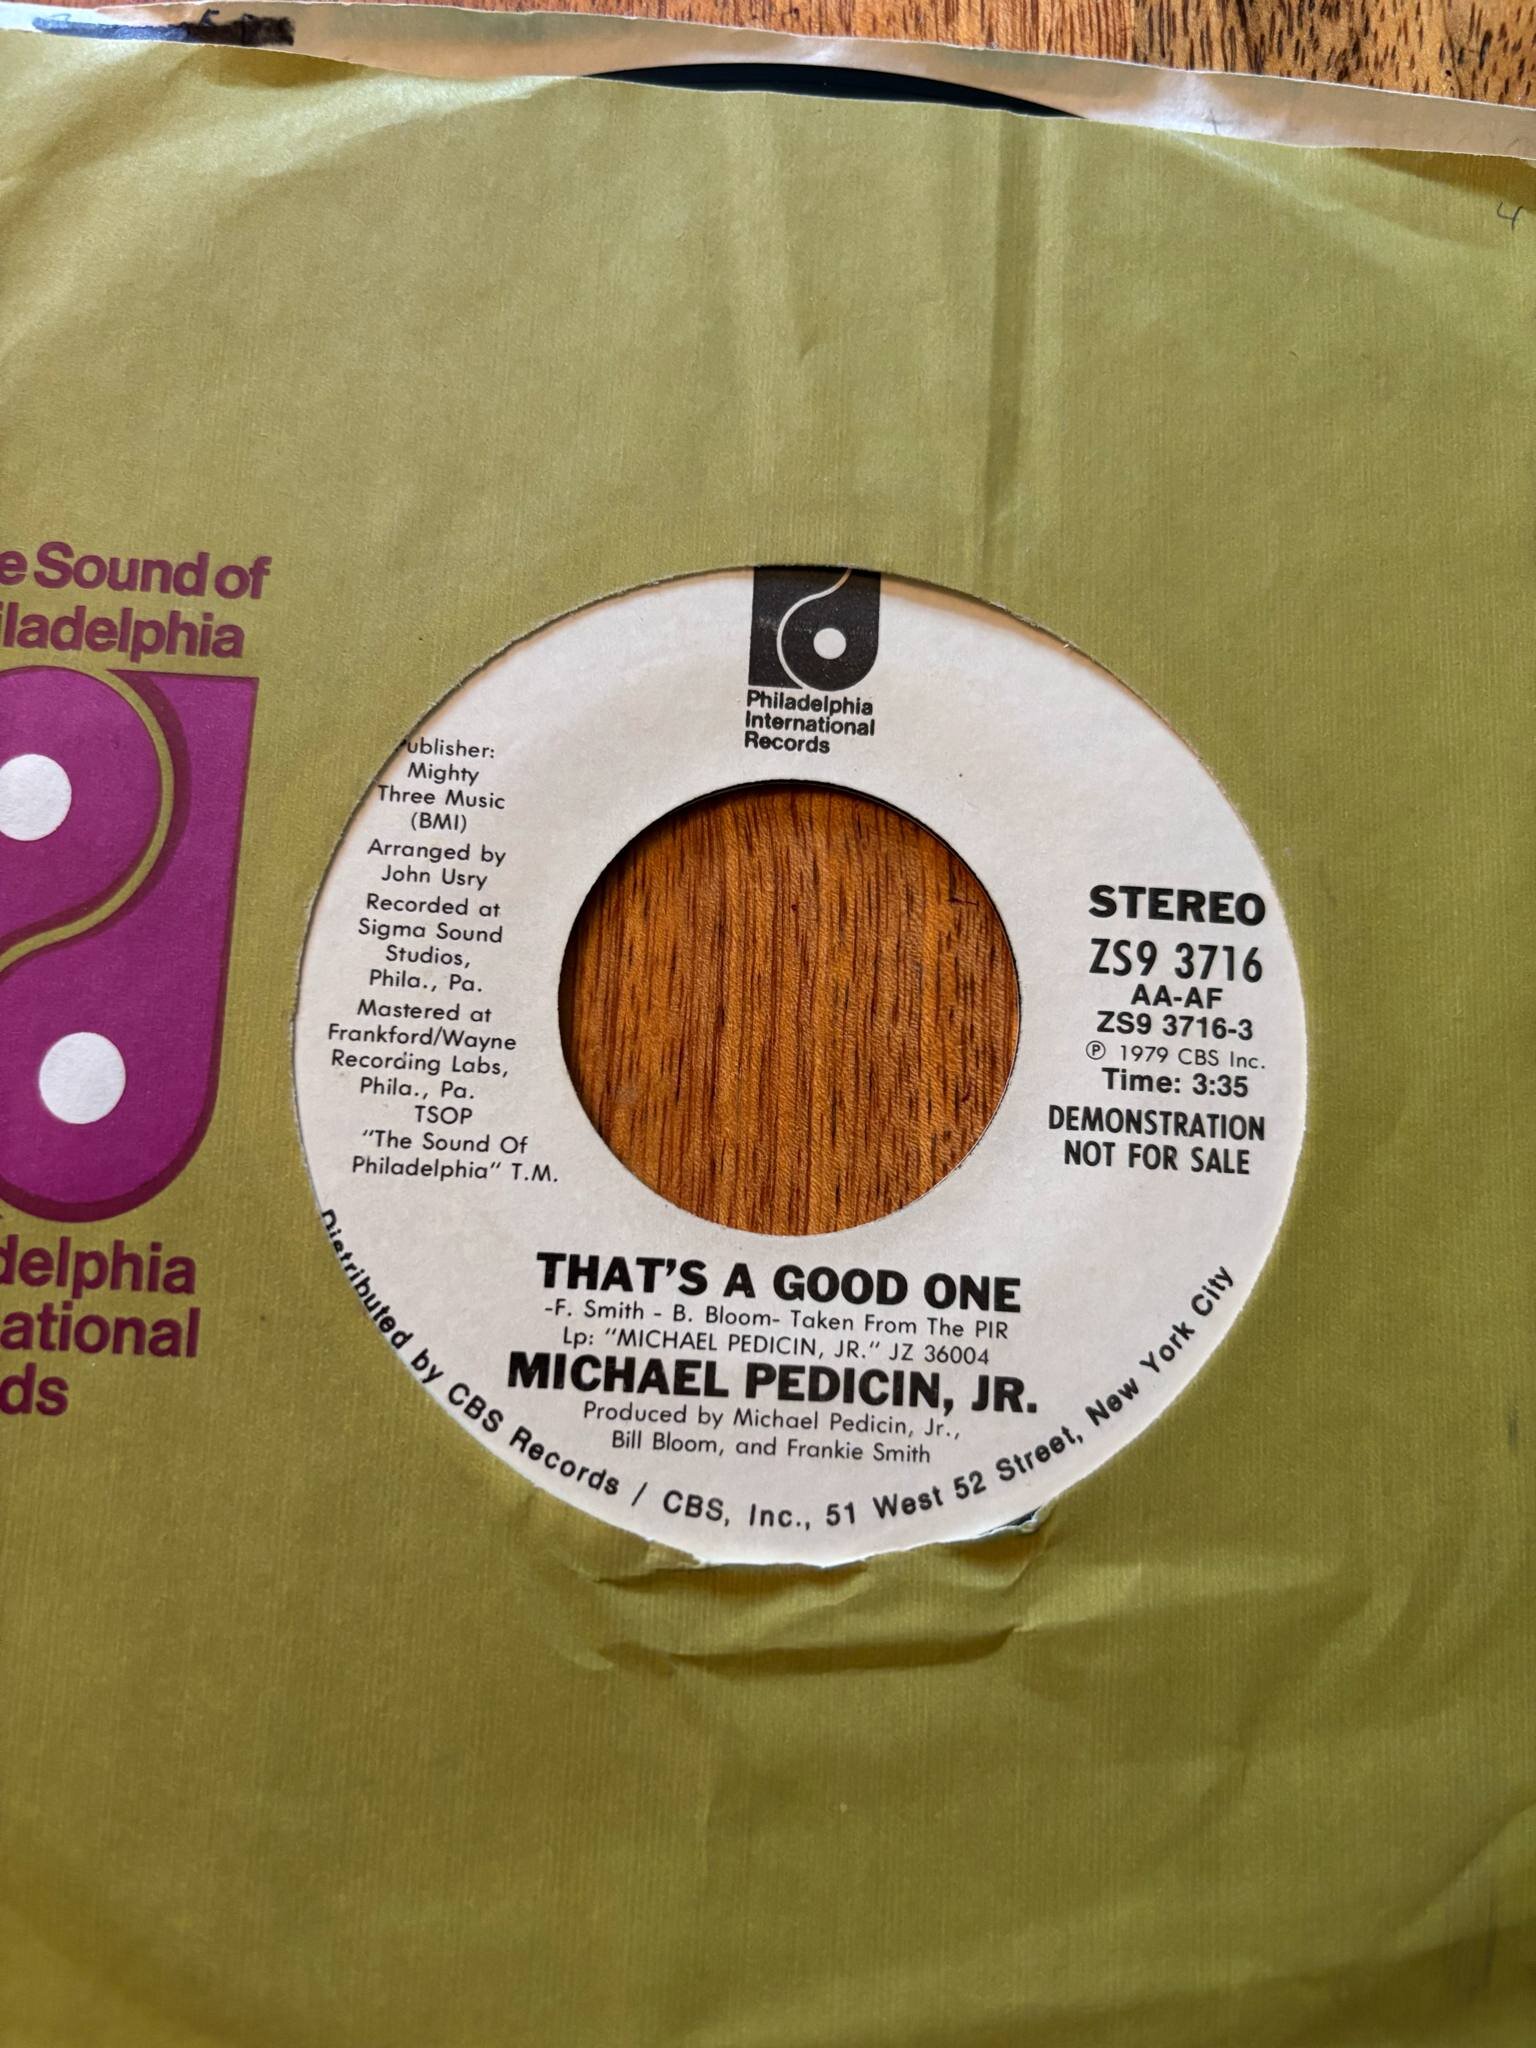 4
e Sound of
iladelphia
delphia
ational
ds
Philadelphia
International
Records
Publisher:
Mighty
Three Music
(BMI)
Arranged by
John Usry
Recorded at
Sigma Sound
Studios,
Phila., Pa.
Mastered at
Frankford/Wayne
Recording Labs,
Phila., Pa.
TSOP
"The Sound Of
Philadelphia" T.M.
STEREO
ZS9 3716
AA-AF
ZS9 3716-3
Ⓟ 1979 CBS Inc.
Time: 3:35
DEMONSTRATION
NOT FOR SALE
THAT'S A GOOD ONE
-F. Smith - B. Bloom- Taken From The PIR
Lp: "MICHAEL PEDICIN, JR." JZ 36004
MICHAEL PEDICIN, JR.
Produced by Michael Pedicin, Jr.,
Bill Bloom, and Frankie Smith
Distributed by CBS Records / CBS, Inc., 51 West 52 Street, New York City